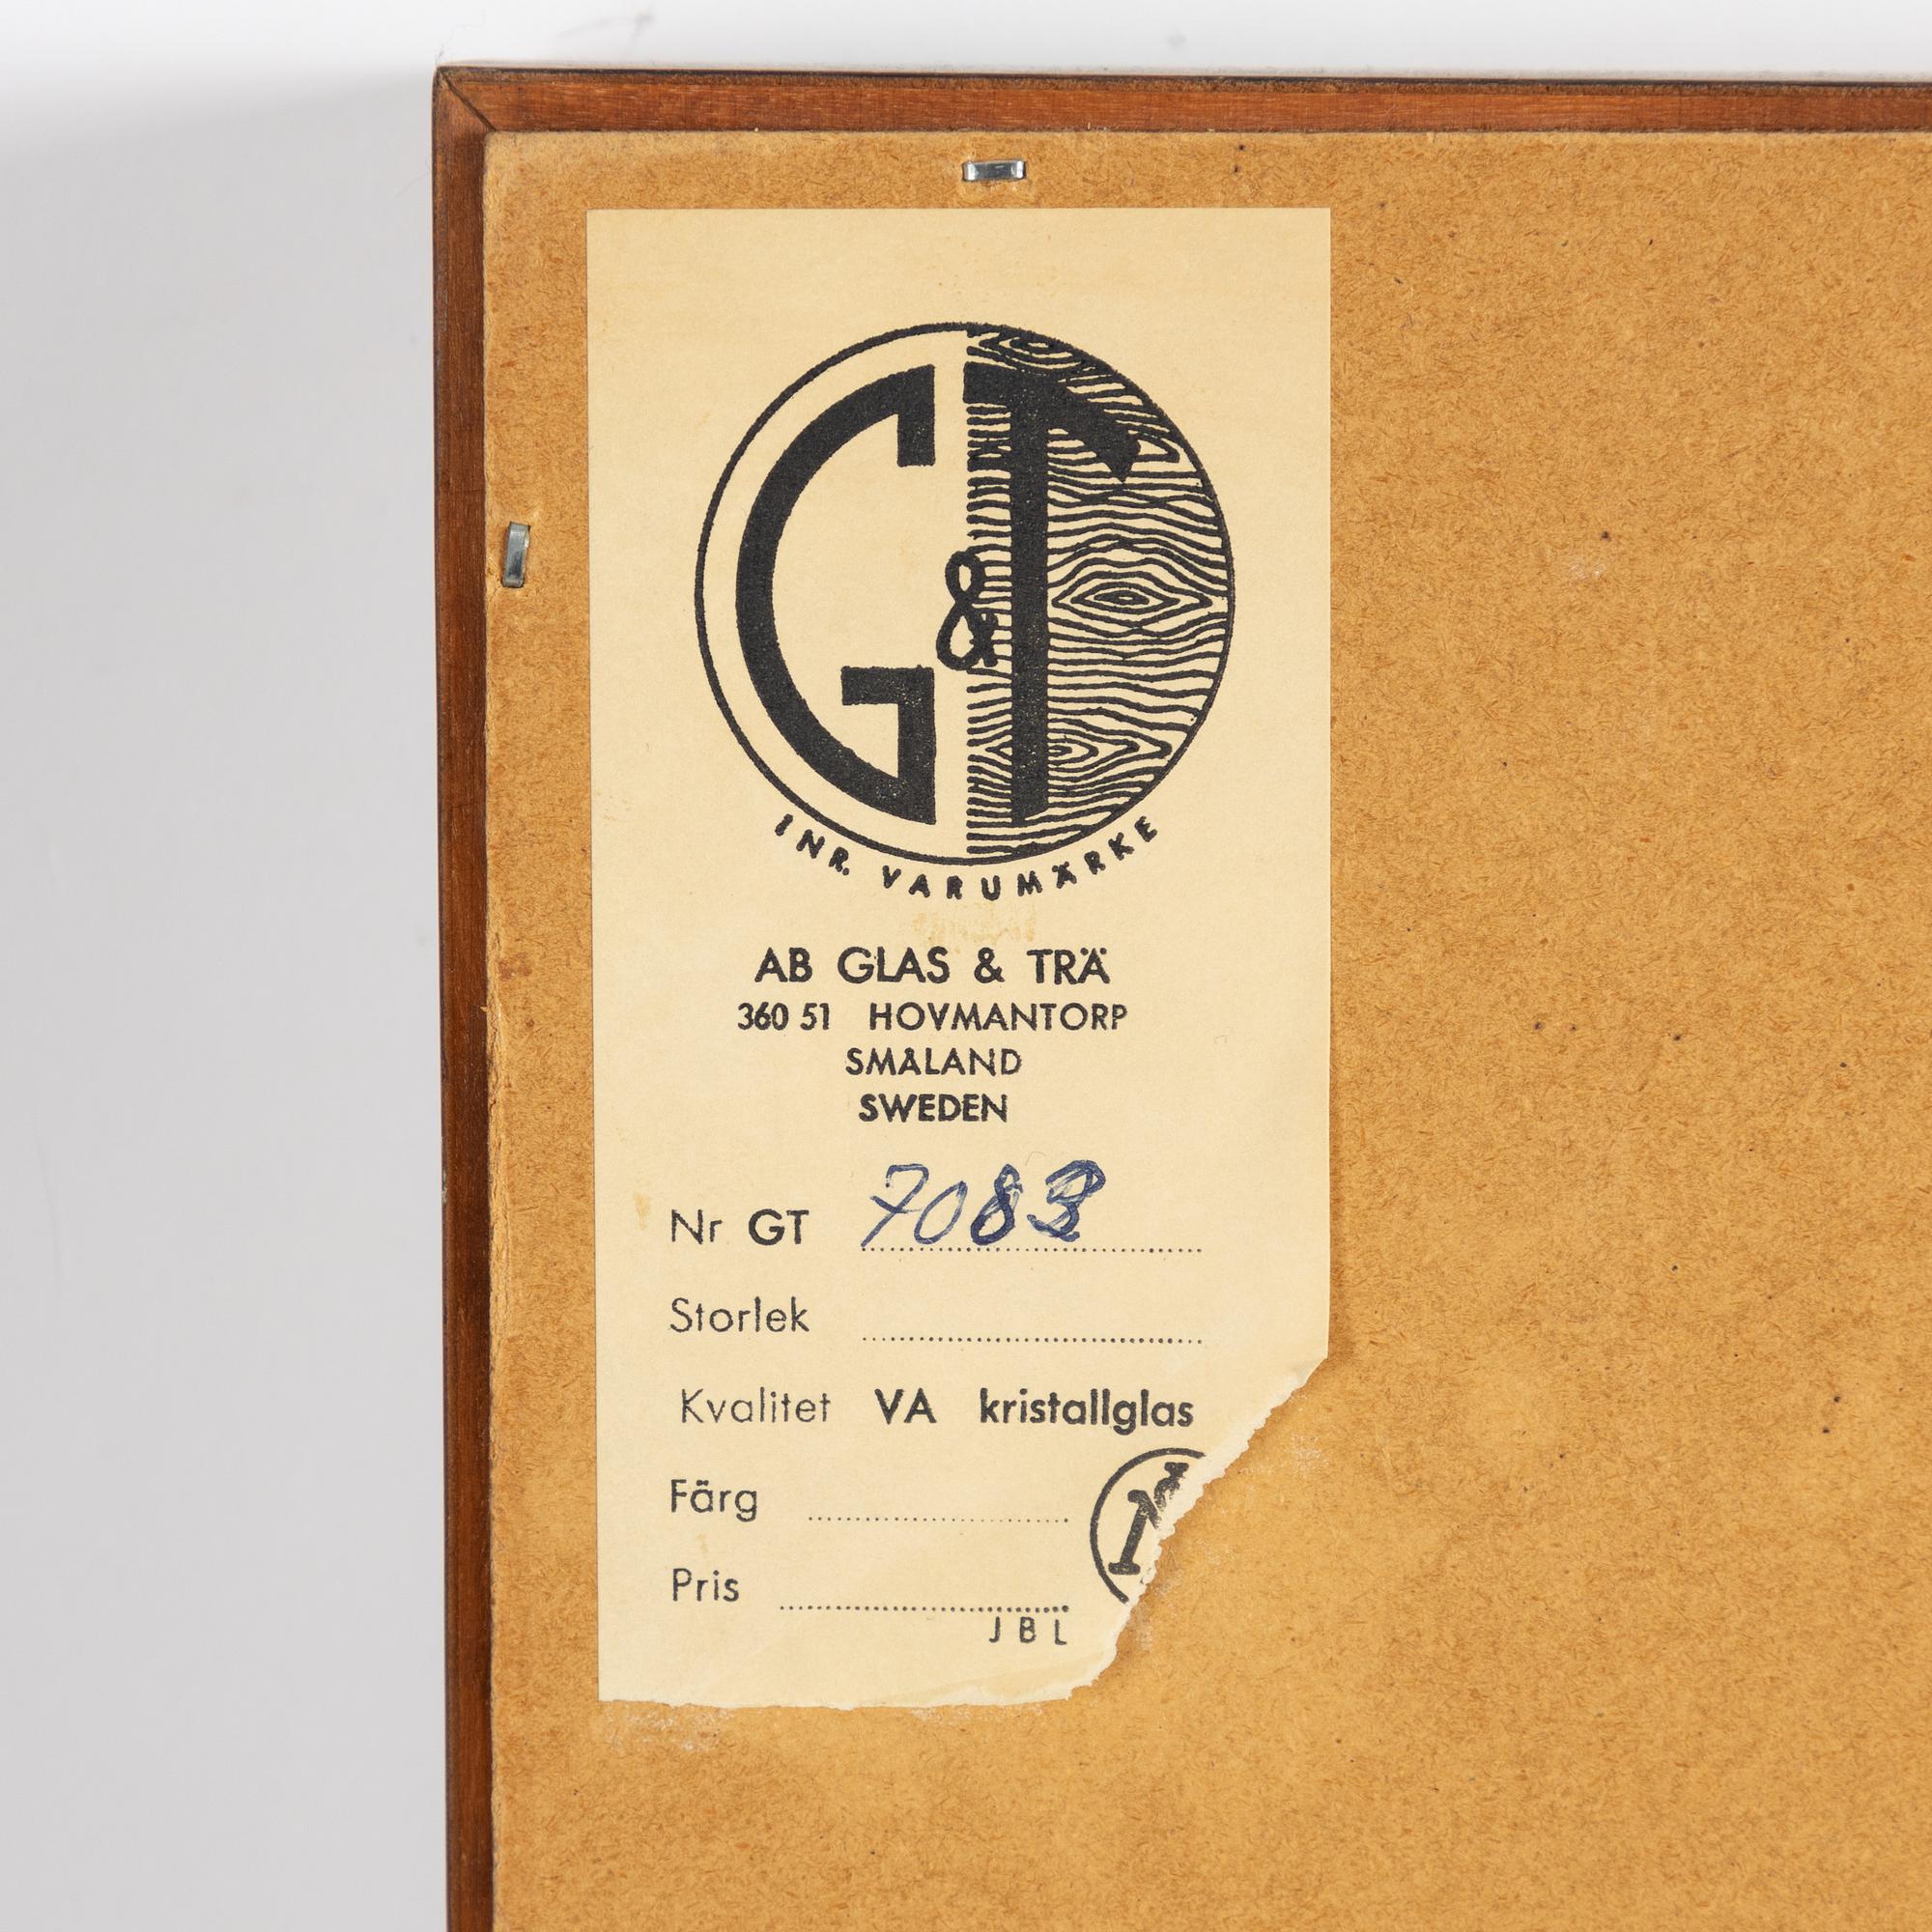 G & T
INR. VARUMÄRKE
AB GLAS & TRÄ
360 51 HOVMANTORP
SMÅLAND
SWEDEN
Nr GT 7083
Storlek
Kvalitet VA kristallglas
Färg
Pris
JBL